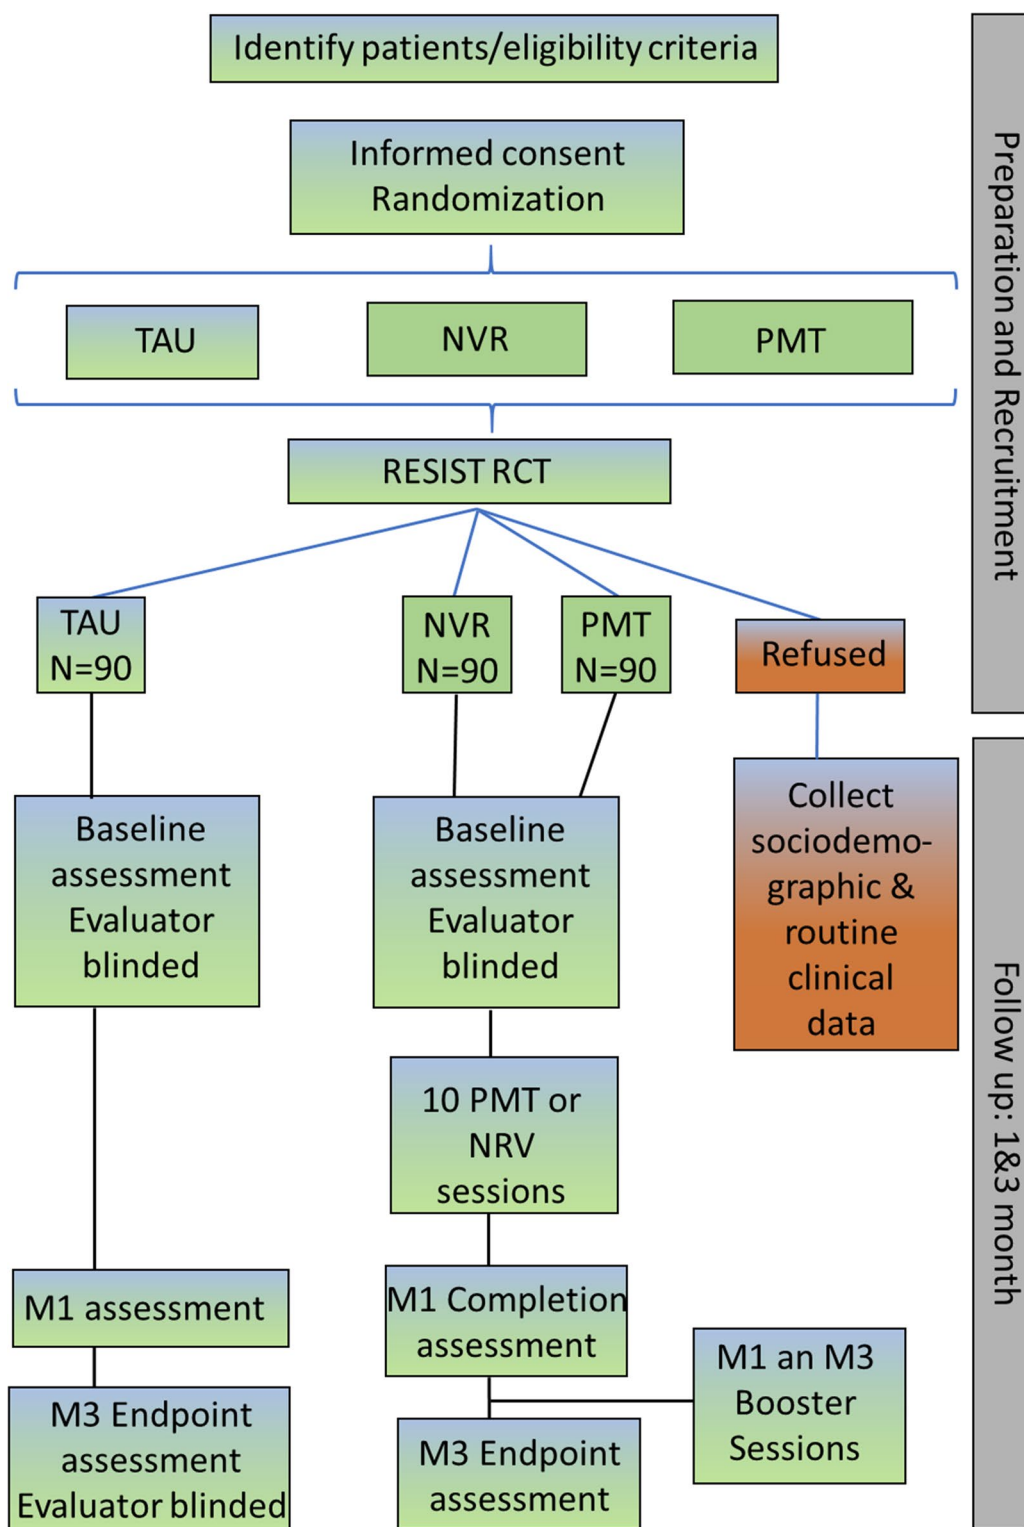 Identify patients/eligibility criteria
Informed consent
Randomization
TAU
NVR
PMT
RESIST RCT
Preparation and Recruitment
TAU
N=90
NVR
N=90
PMT
N=90
Refused
Baseline
assessment
Evaluator
blinded
Baseline
assessment
Evaluator
blinded
Collect
sociodemo-
graphic &
routine
clinical
data
10 PMT or
NRV
sessions
Follow up: 1&3 month
M1 assessment
M1 Completion
assessment
M1 an M3
Booster
Sessions
M3 Endpoint
assessment
Evaluator blinded
M3 Endpoint
assessment